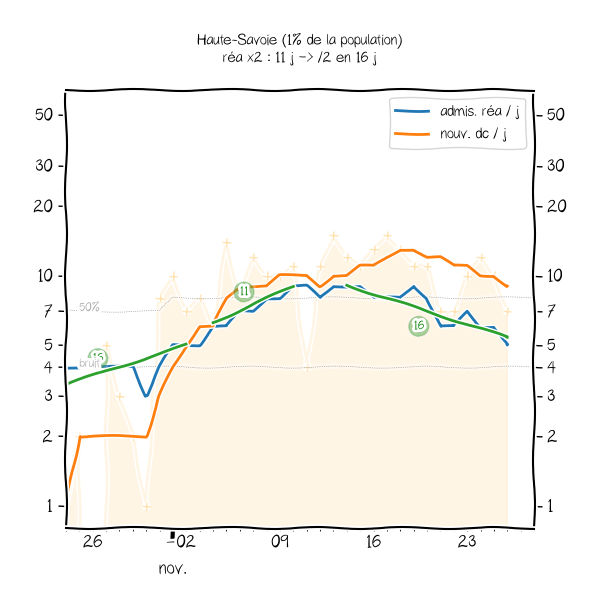 Haute-Savoie (1% de la population)
réa x2 : 11 j -> /2 en 16 j
admis. réa / j
nouv. dc / j
50 50
30 30
20 20
10 10
7 7
5 5
4 4
3 3
2 2
1 1
50%
bruit
11
16
26 02 09 16 23
nov.